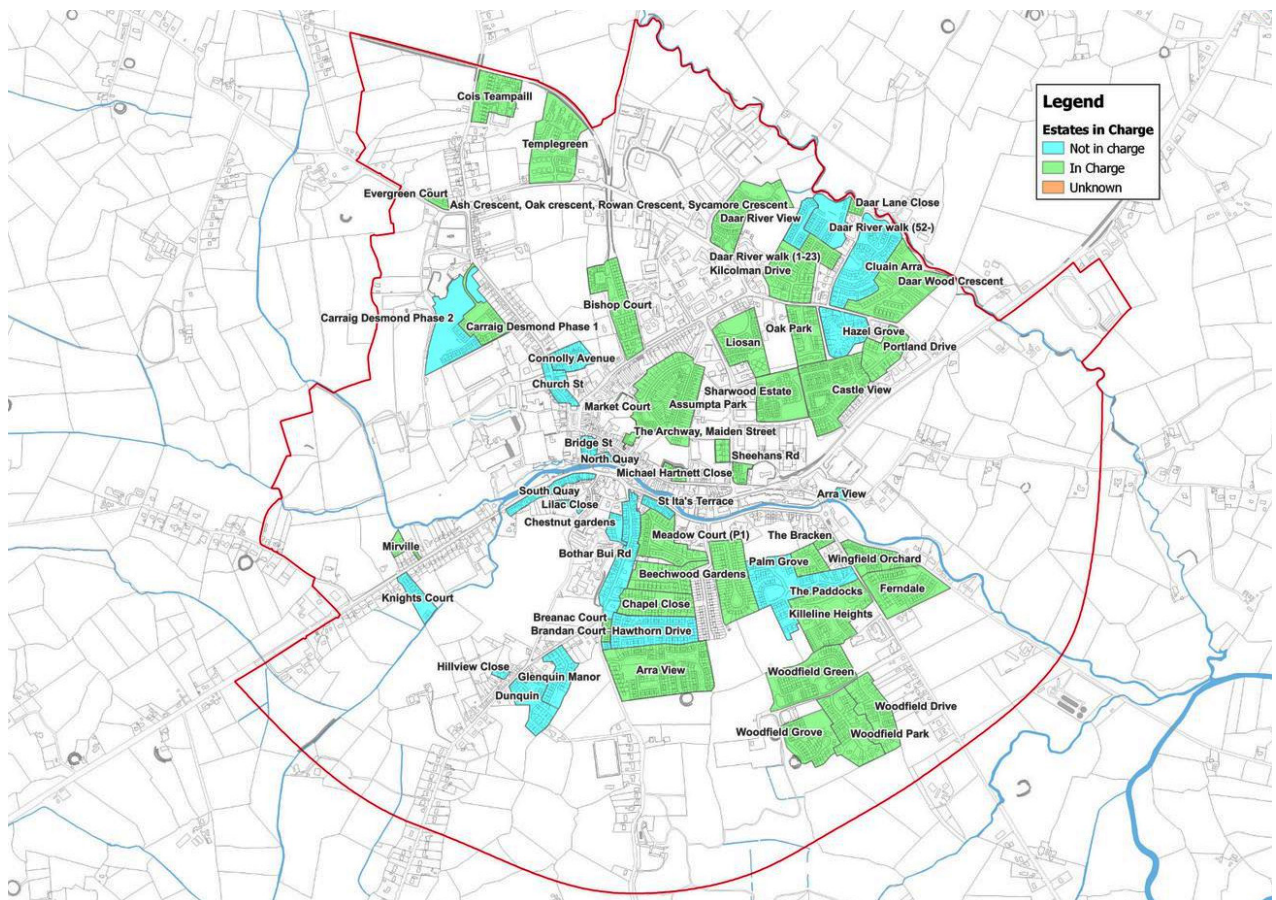 Legend
Estates in Charge
Not in charge
In Charge
Unknown
Cois Teampaill
Templegreen
Evergreen Court
Ash Crescent, Oak crescent, Rowan Crescent, Sycamore Crescent
Daar Lane Close
Daar River View
Daar River walk (52-)
Daar River walk (1-23)
Kilcolman Drive
Cluain Arra
Daar Wood Crescent
Bishop Court
Carraig Desmond Phase 2
Carraig Desmond Phase 1
Oak Park
Hazel Grove
Liosan
Portland Drive
Connolly Avenue
Church St
Sharwood Estate
Castle View
Market Court
Assumpta Park
The Archway, Maiden Street
Bridge St
North Quay
Sheehans Rd
Michael Hartnett Close
South Quay
Lilac Close
St Ita's Terrace
Arra View
Chestnut gardens
Meadow Court (P1)
The Bracken
Mirville
Bothar Bui Rd
Palm Grove
Wingfield Orchard
Beechwood Gardens
The Paddocks
Ferndale
Knights Court
Chapel Close
Killeline Heights
Breanac Court
Brandan Court
Hawthorn Drive
Hillview Close
Glenquin Manor
Arra View
Woodfield Green
Dunquin
Woodfield Drive
Woodfield Grove
Woodfield Park